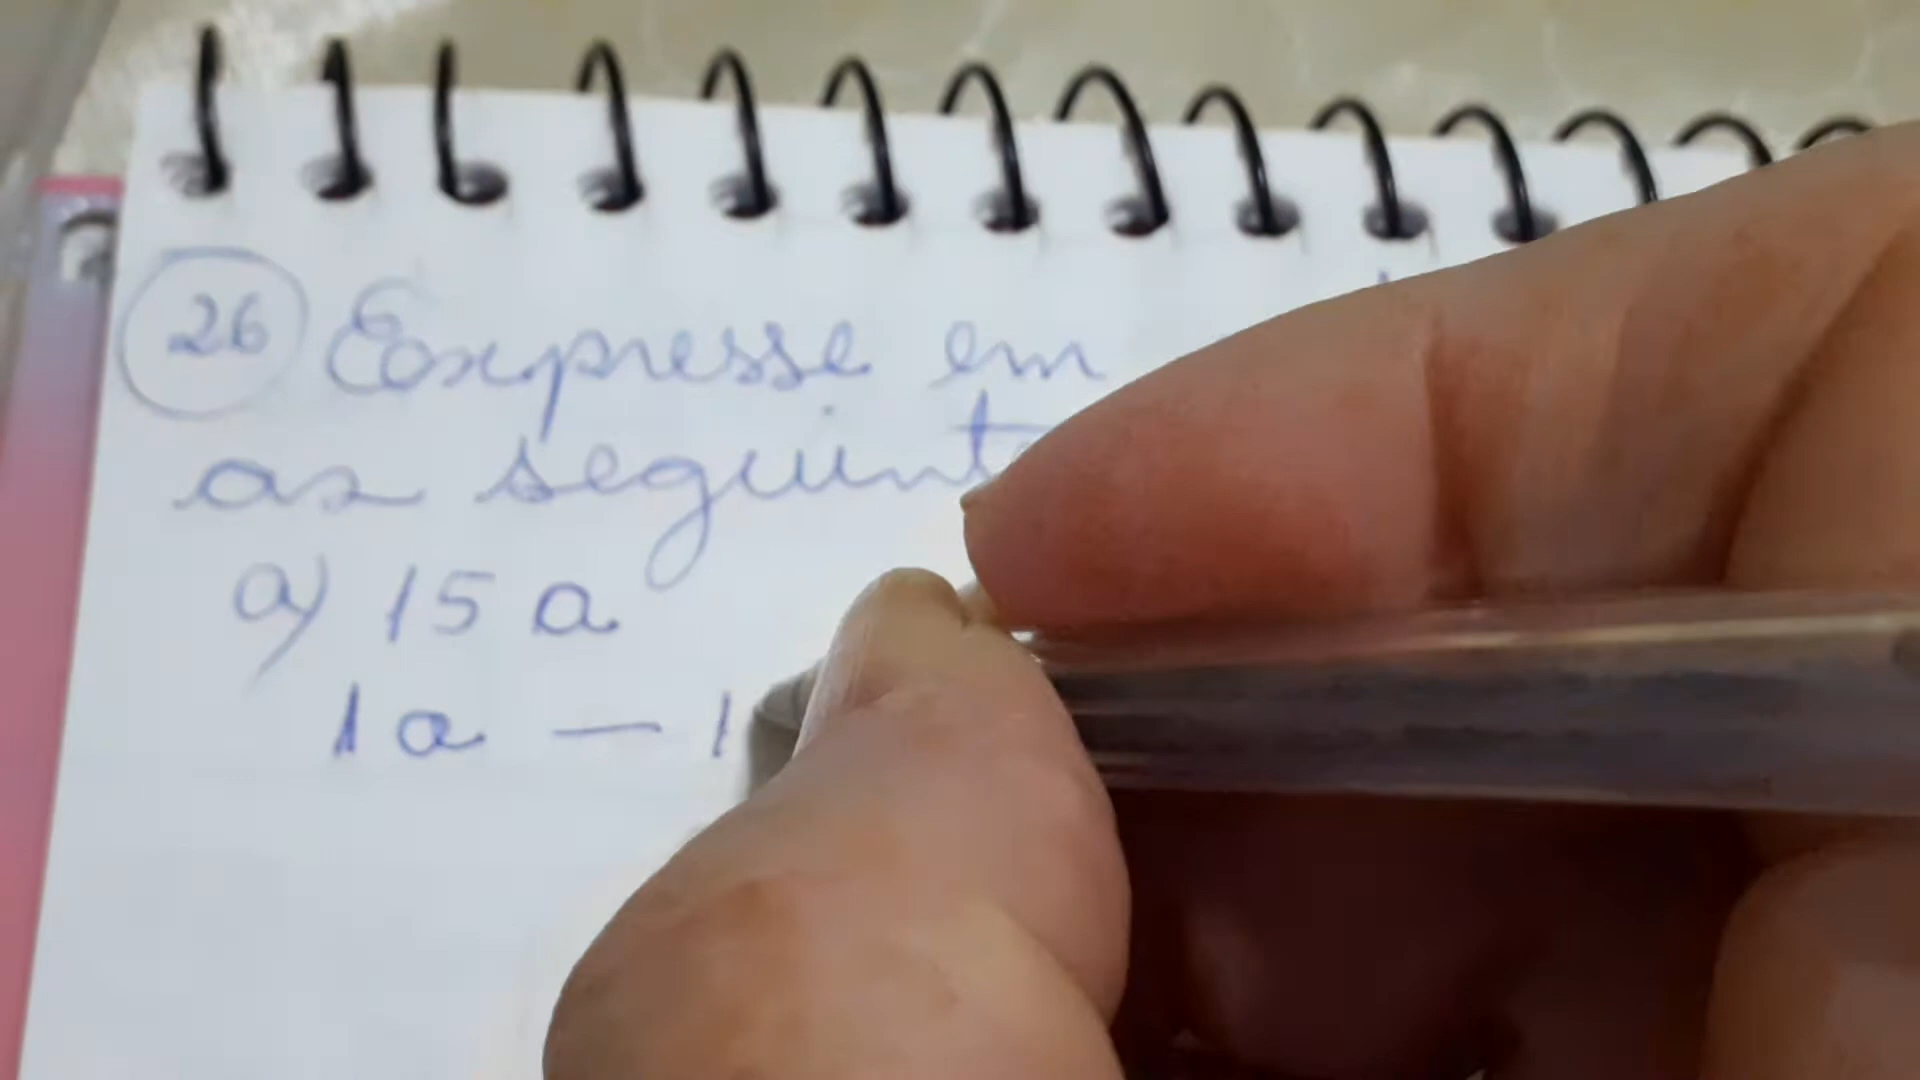 26 Expresse em
as seguint
a) 15 a
1 a — 1